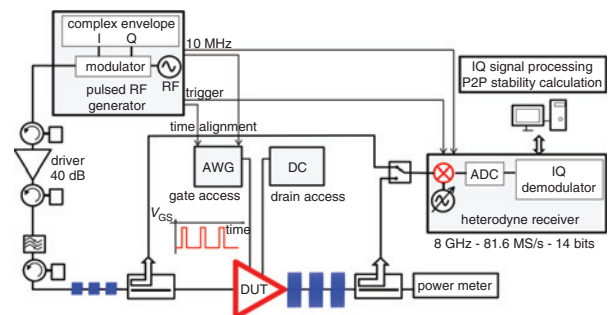 complex envelope
I Q
modulator
RF
pulsed RF
generator
10 MHz
trigger
time alignment
driver
40 dB
AWG
gate access
DC
drain access
VGS
time
DUT
power meter
IQ signal processing
P2P stability calculation
ADC
IQ
demodulator
heterodyne receiver
8 GHz - 81.6 MS/s - 14 bits